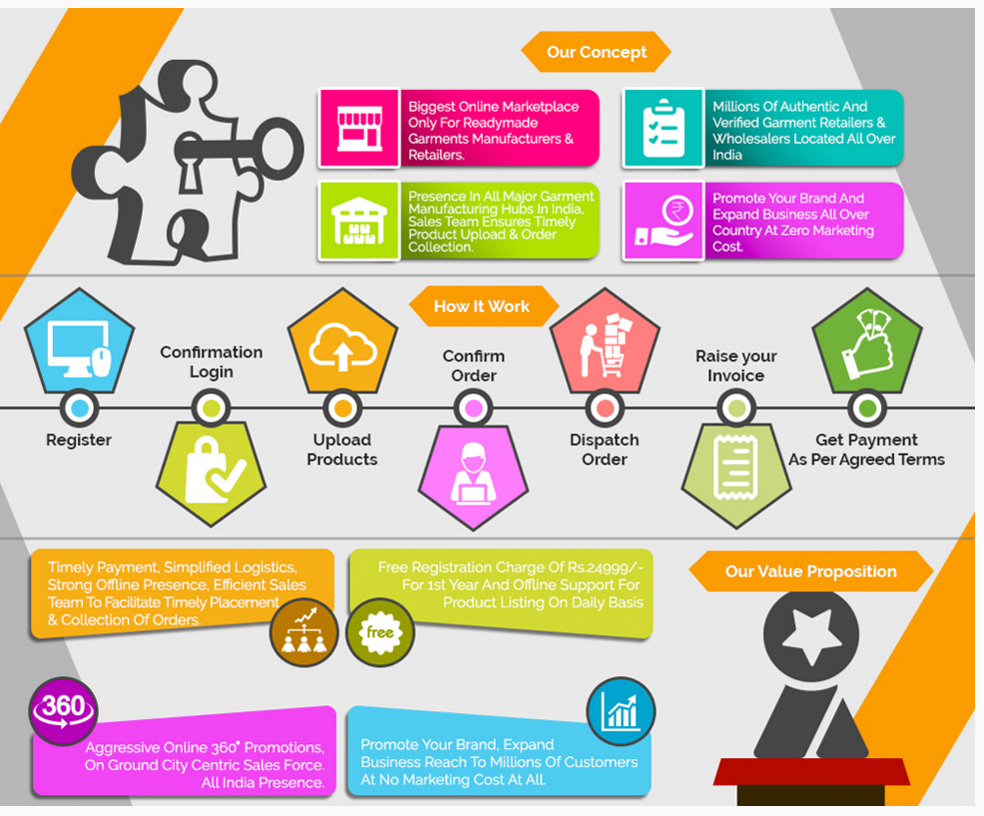 Our Concept
Biggest Online Marketplace
Only For Readymade
Garments Manufacturers &
Retailers.
Millions Of Authentic And
Verified Garment Retailers &
Wholesalers Located All Over
India
Presence In All Major Garment
Manufacturing Hubs In India,
Sales Team Ensures Timely
Product Upload & Order
Collection.
₹
Promote Your Brand And
Expand Business All Over
Country At Zero Marketing
Cost.
How It Work
Register
Confirmation
Login
Upload
Products
Confirm
Order
Dispatch
Order
Raise your
Invoice
Get Payment
As Per Agreed Terms
Timely Payment, Simplified Logistics,
Strong Offline Presence, Efficient Sales
Team To Facilitate Timely Placement
& Collection Of Orders.
Free Registration Charge Of Rs.24999/-
For 1st Year And Offline Support For
Product Listing On Daily Basis
free
Our Value Proposition
360
Aggressive Online 360° Promotions,
On Ground City Centric Sales Force.
All India Presence.
Promote Your Brand, Expand
Business Reach To Millions Of Customers
At No Marketing Cost At All.